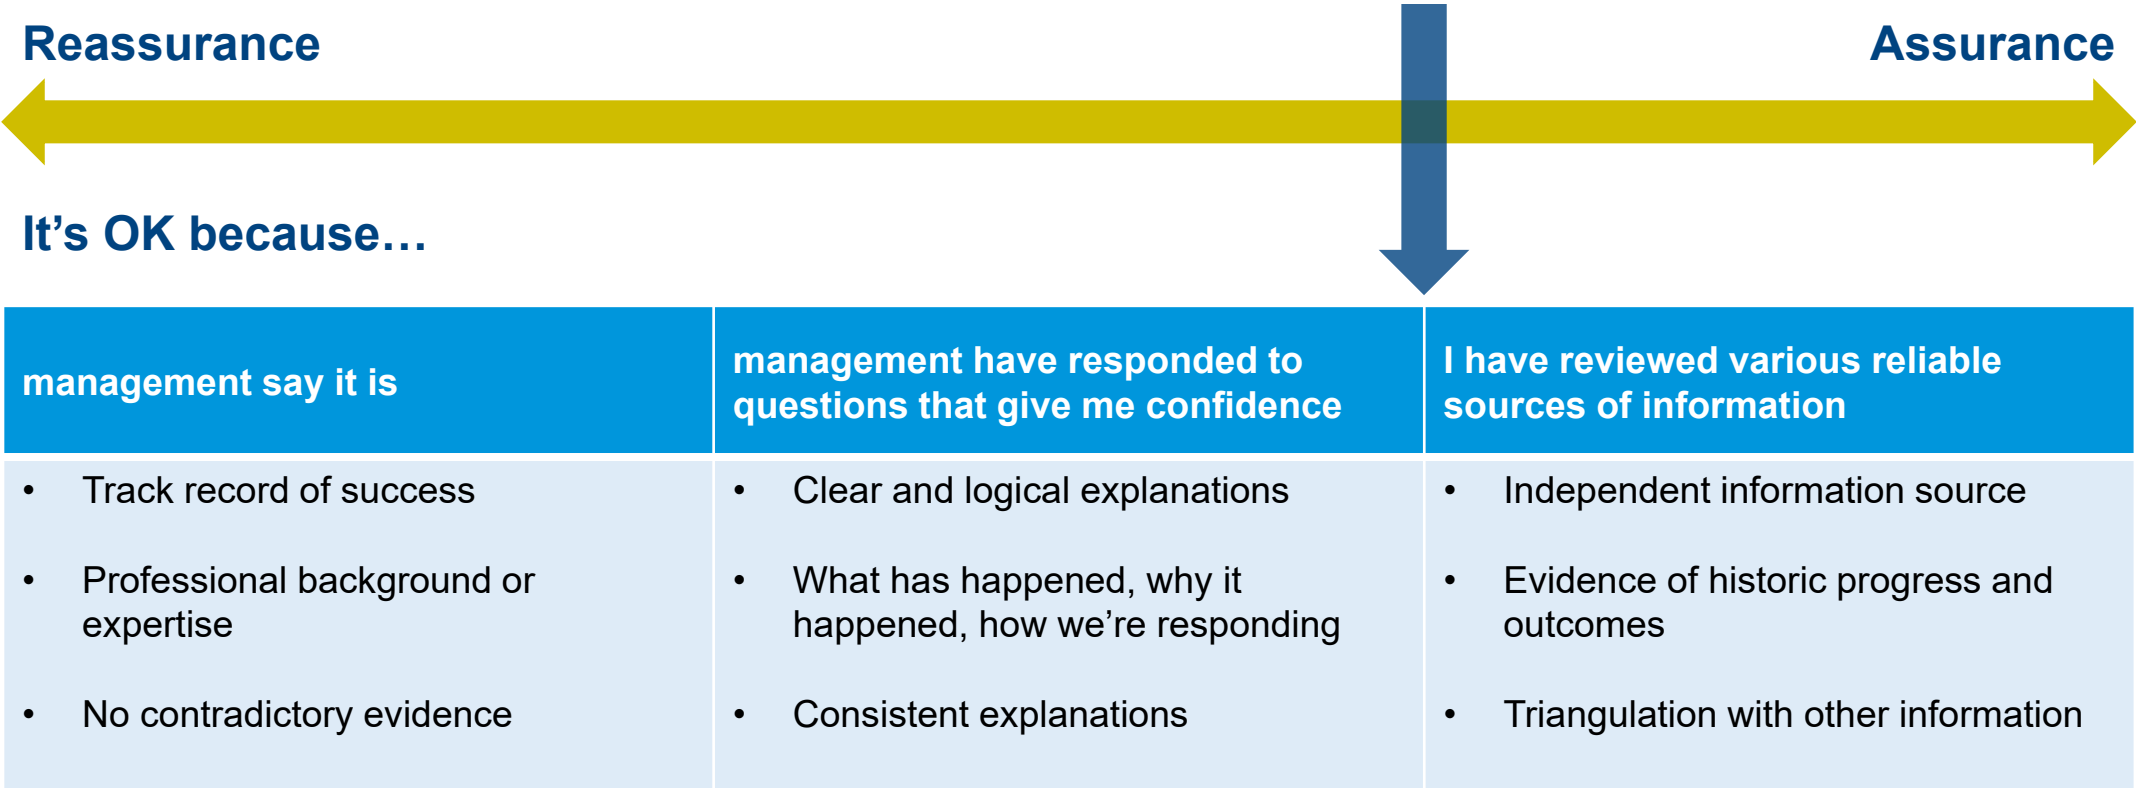 Reassurance
Assurance
It’s OK because…
management say it is
management have responded to
questions that give me confidence
I have reviewed various reliable
sources of information
• Track record of success
• Professional background or
expertise
• No contradictory evidence
• Clear and logical explanations
• What has happened, why it
happened, how we’re responding
• Consistent explanations
• Independent information source
• Evidence of historic progress and
outcomes
• Triangulation with other information